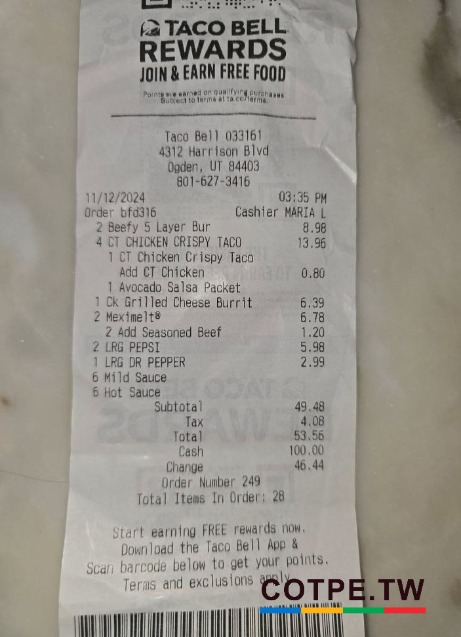 TACO BELL
REWARDS
JOIN & EARN FREE FOOD
Points are earned on qualifying purchases
Subject to terms at ta.co/terms.
Taco Bell 033161
4312 Harrison Blvd
Ogden, UT 84403
801-627-3416
11/12/2024 03:35 PM
Order bfd316 Cashier MARIA L
2 Beefy 5 Layer Bur 8.98
4 CT CHICKEN CRISPY TACO 13.96
1 CT Chicken Crispy Taco
Add CT Chicken 0.80
1 Avocado Salsa Packet
1 Ck Grilled Cheese Burrit 6.39
2 Meximelt® 6.78
2 Add Seasoned Beef 1.20
2 LRG PEPSI 5.98
1 LRG DR PEPPER 2.99
6 Mild Sauce
6 Hot Sauce
Subtotal 49.48
Tax 4.08
Total 53.56
Cash 100.00
Change 46.44
Order Number 249
Total Items In Order: 28
Start earning FREE rewards now.
Download the Taco Bell App &
Scan barcode below to get your points.
Terms and exclusions apply
COTPE.TW